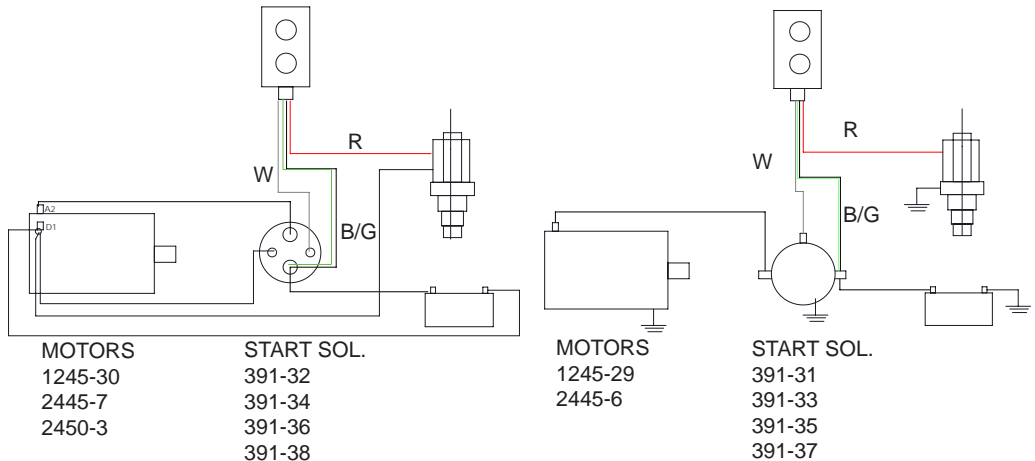 R
W
A2
D1
B/G
MOTORS
1245-30
2445-7
2450-3
START SOL.
391-32
391-34
391-36
391-38
R
W
B/G
MOTORS
1245-29
2445-6
START SOL.
391-31
391-33
391-35
391-37